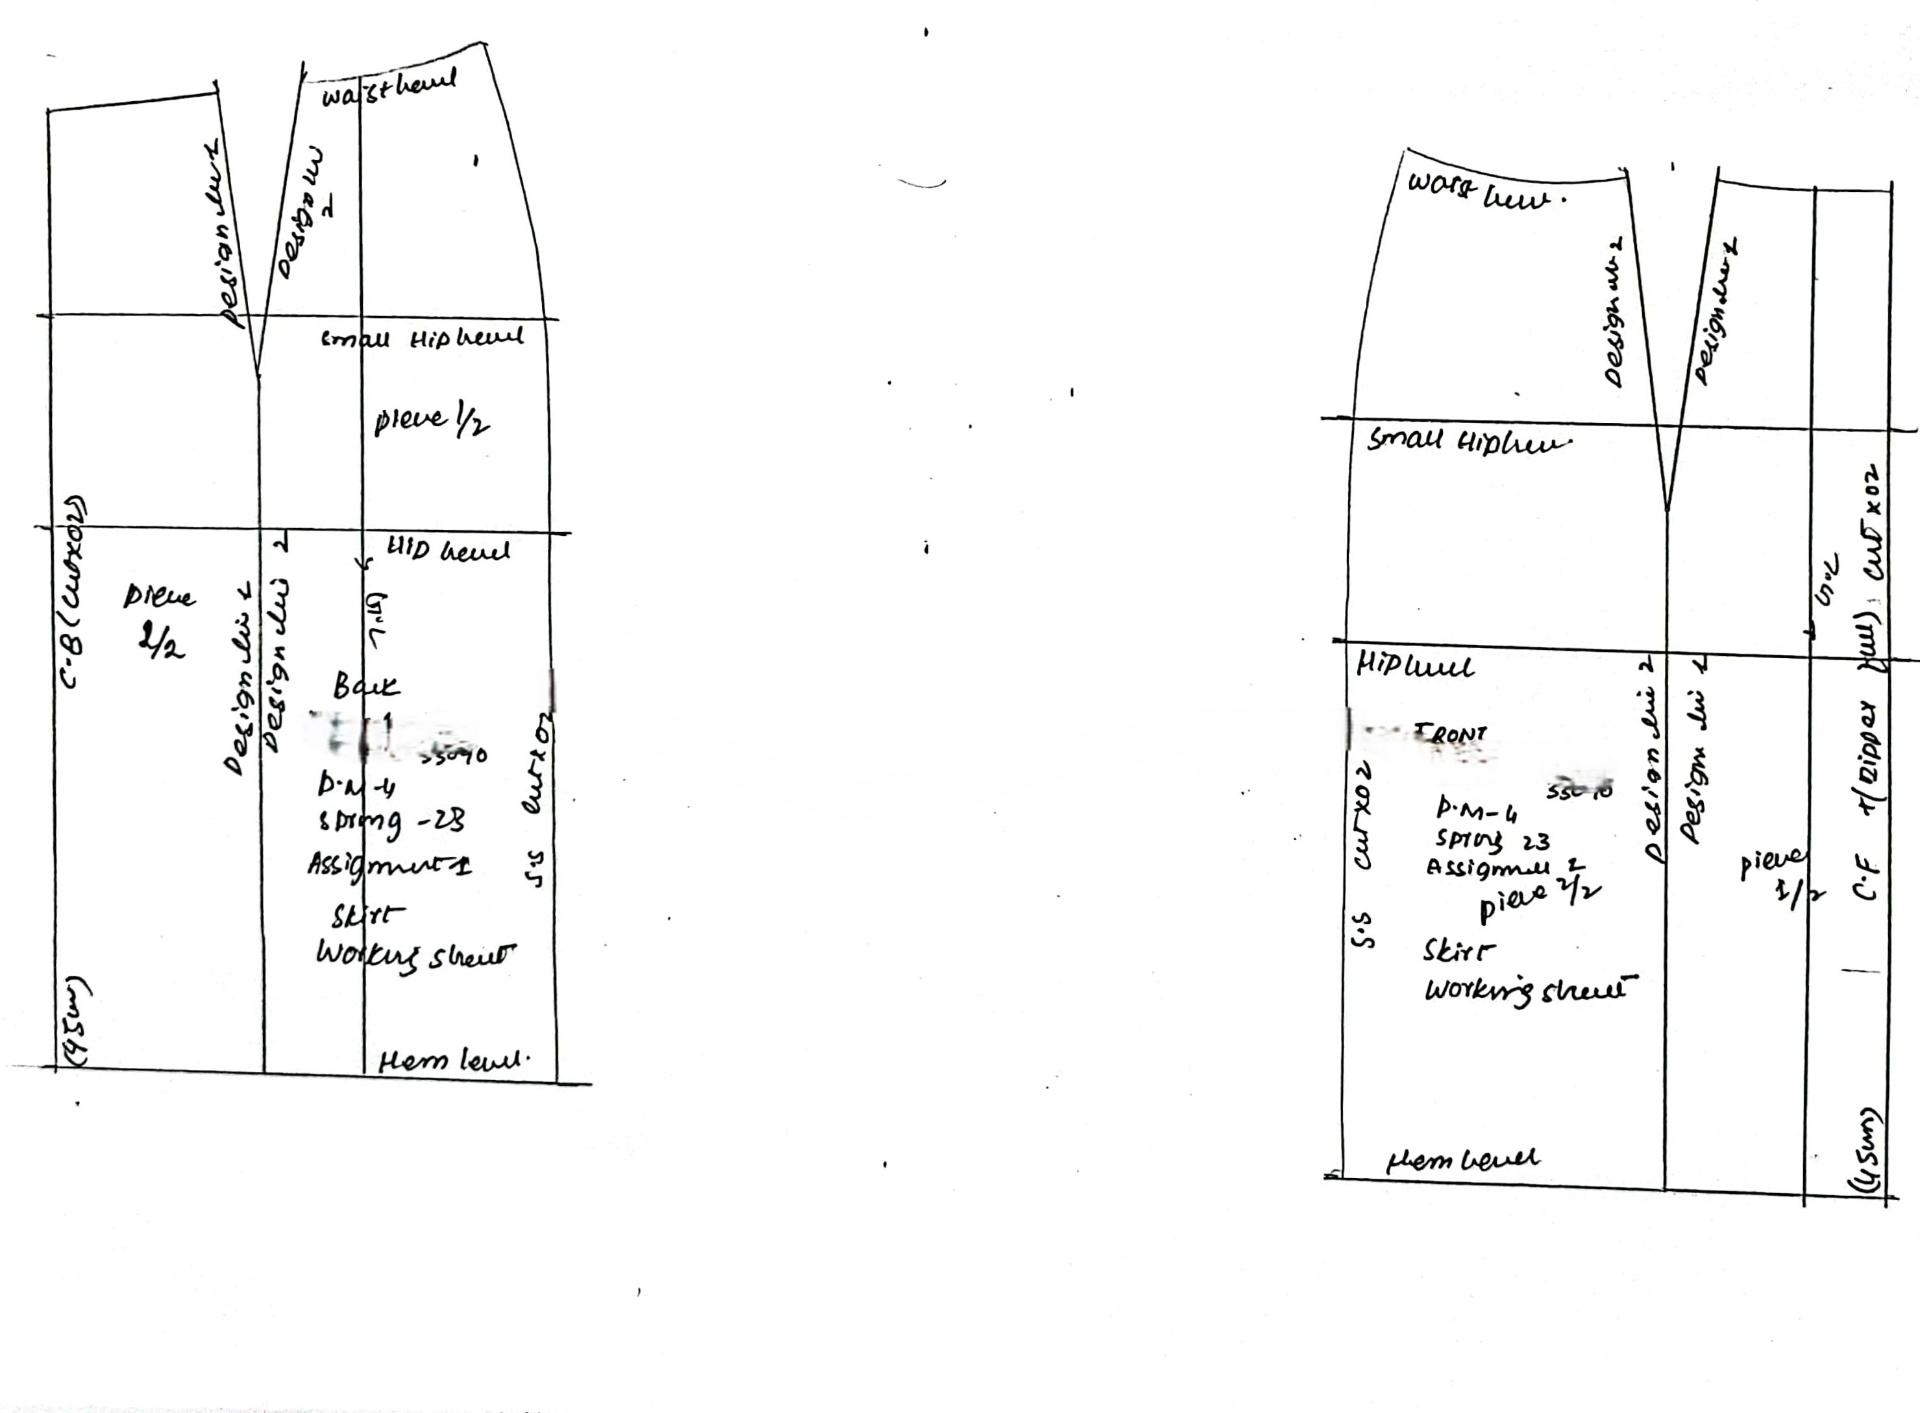 waist level
Design line 1
Design line 2
small Hip level
piece 1/2
Hip level
C-B (cut x 02)
piece
2/2
Design line 1
Design line 2
G.L
Back
P.M-4
spring -23
Assignment 1
Skirt
Working sheet
S.S cut x 02
Hem level.
(45cm)
waist level.
Design line 2
Design line 1
Small Hip level.
Hip level
G.L
FRONT
P.M-4
Spring 23
Assignment 2
piece 2/2
Skirt
Working sheet
S.S cut x 02
Design line 2
Design line 1
piece
1/2
C.F + (zipper cut x 02
Hem level
(45cm)